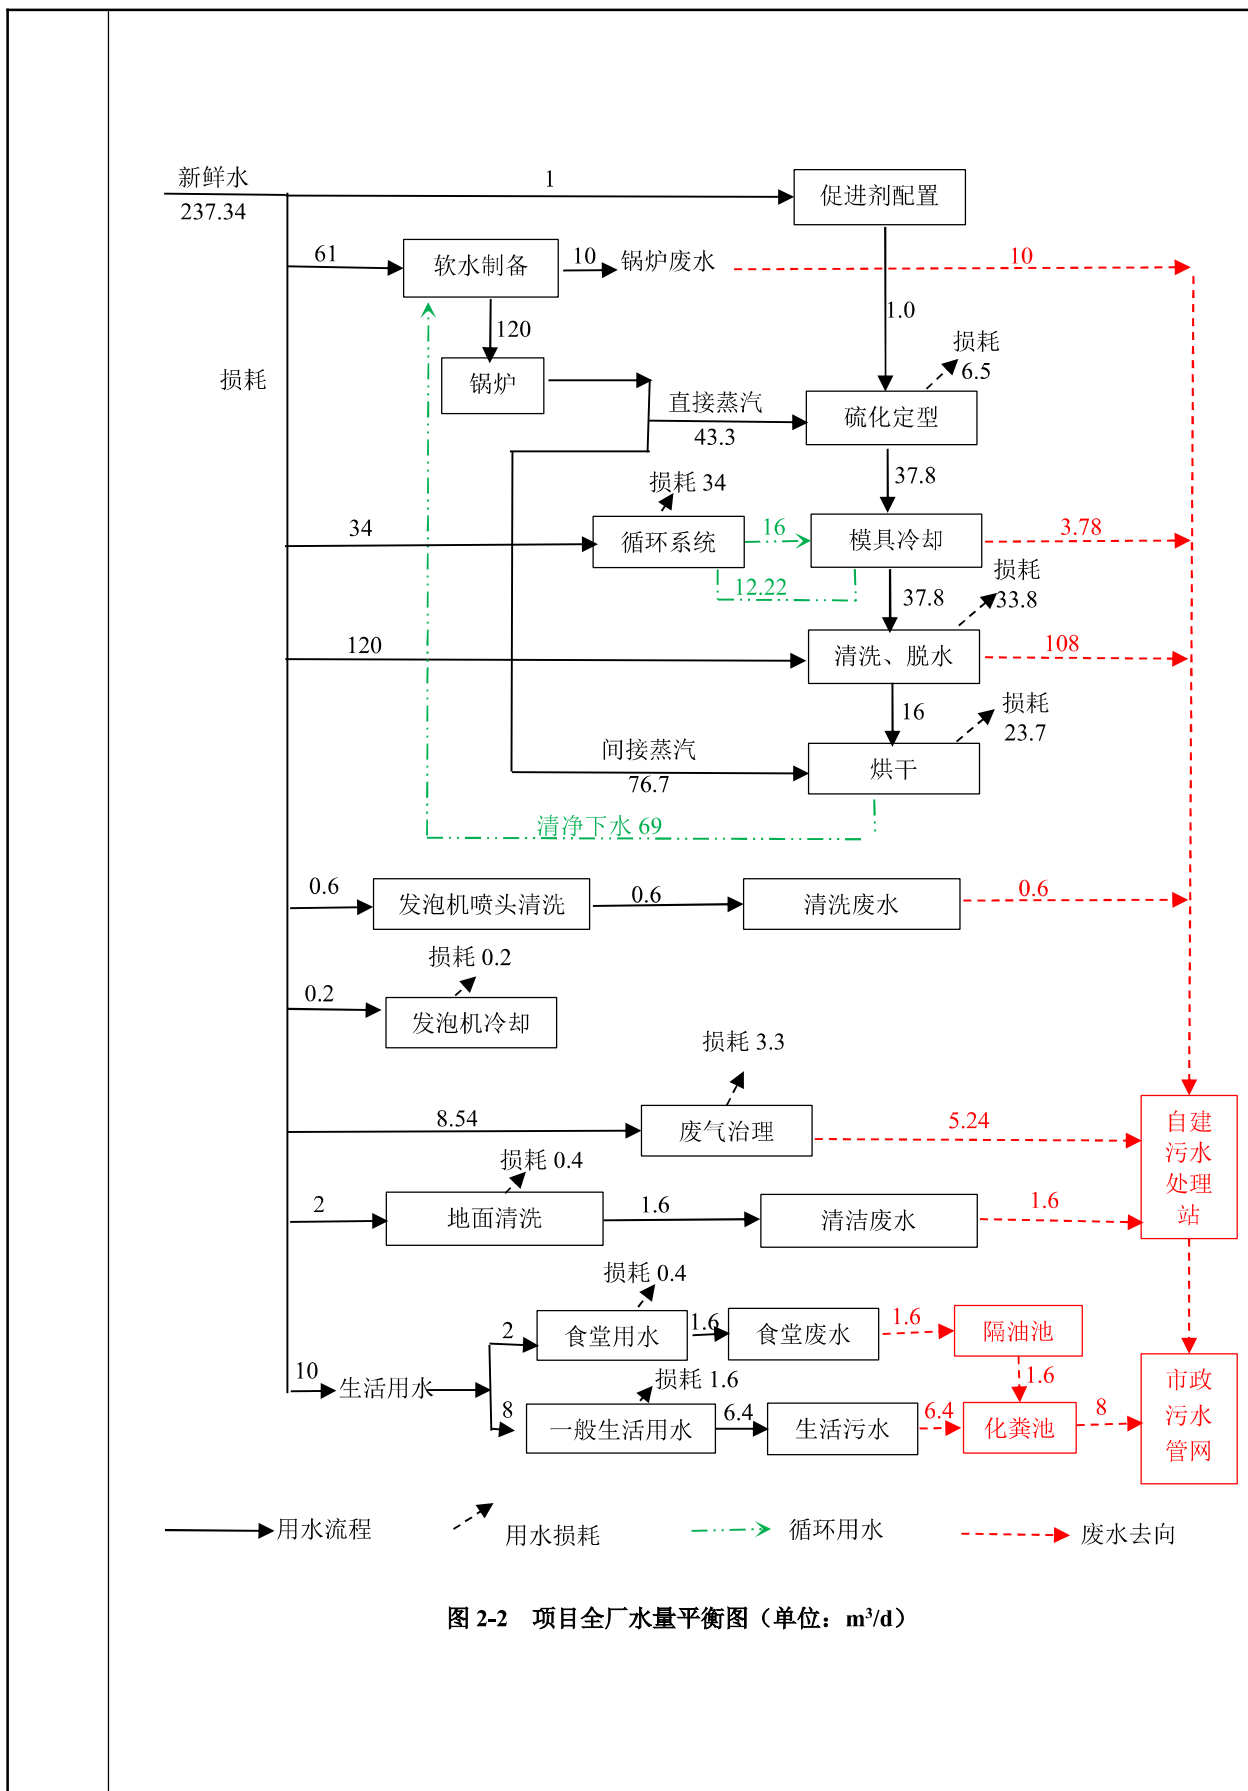 新鲜水
237.34
1
促进剂配置
61
软水制备
10
锅炉废水
10
120
1.0
损耗
锅炉
损耗
6.5
直接蒸汽
43.3
硫化定型
37.8
损耗 34
34
循环系统
16
模具冷却
3.78
12.22
37.8
损耗
33.8
120
清洗、脱水
108
16
损耗
23.7
间接蒸汽
76.7
烘干
清净下水 69
0.6
发泡机喷头清洗
0.6
清洗废水
0.6
损耗 0.2
0.2
发泡机冷却
损耗 3.3
8.54
废气治理
5.24
自建
污水
处理
站
损耗 0.4
2
地面清洗
1.6
清洁废水
1.6
损耗 0.4
2
食堂用水
1.6
食堂废水
1.6
隔油池
10
生活用水
损耗 1.6
1.6
8
一般生活用水
6.4
生活污水
6.4
化粪池
8
市政
污水
管网
用水流程
用水损耗
循环用水
废水去向
图 2-2 项目全厂水量平衡图（单位：m³/d）